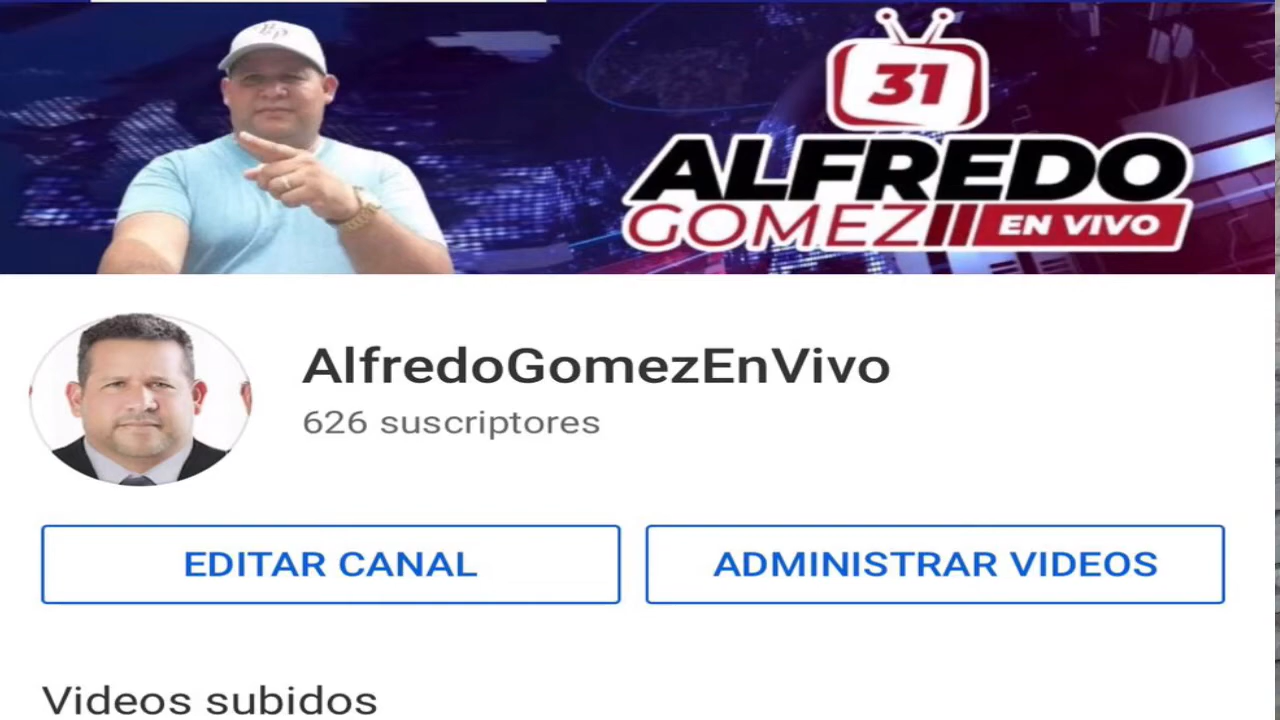 31
ALFREDO
GOMEZ EN VIVO
AlfredoGomezEnVivo
626 suscriptores
EDITAR CANAL
ADMINISTRAR VIDEOS
Videos subidos